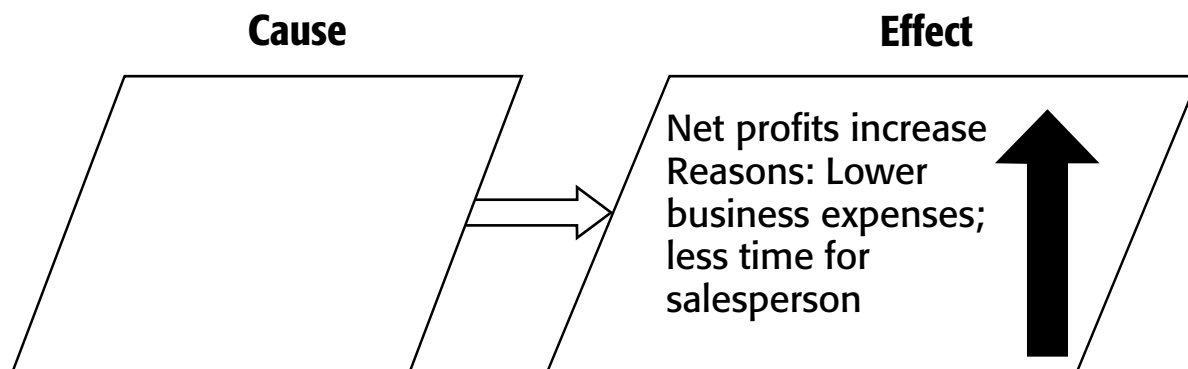 Cause
Effect
Net profits increase
Reasons: Lower
business expenses;
less time for
salesperson